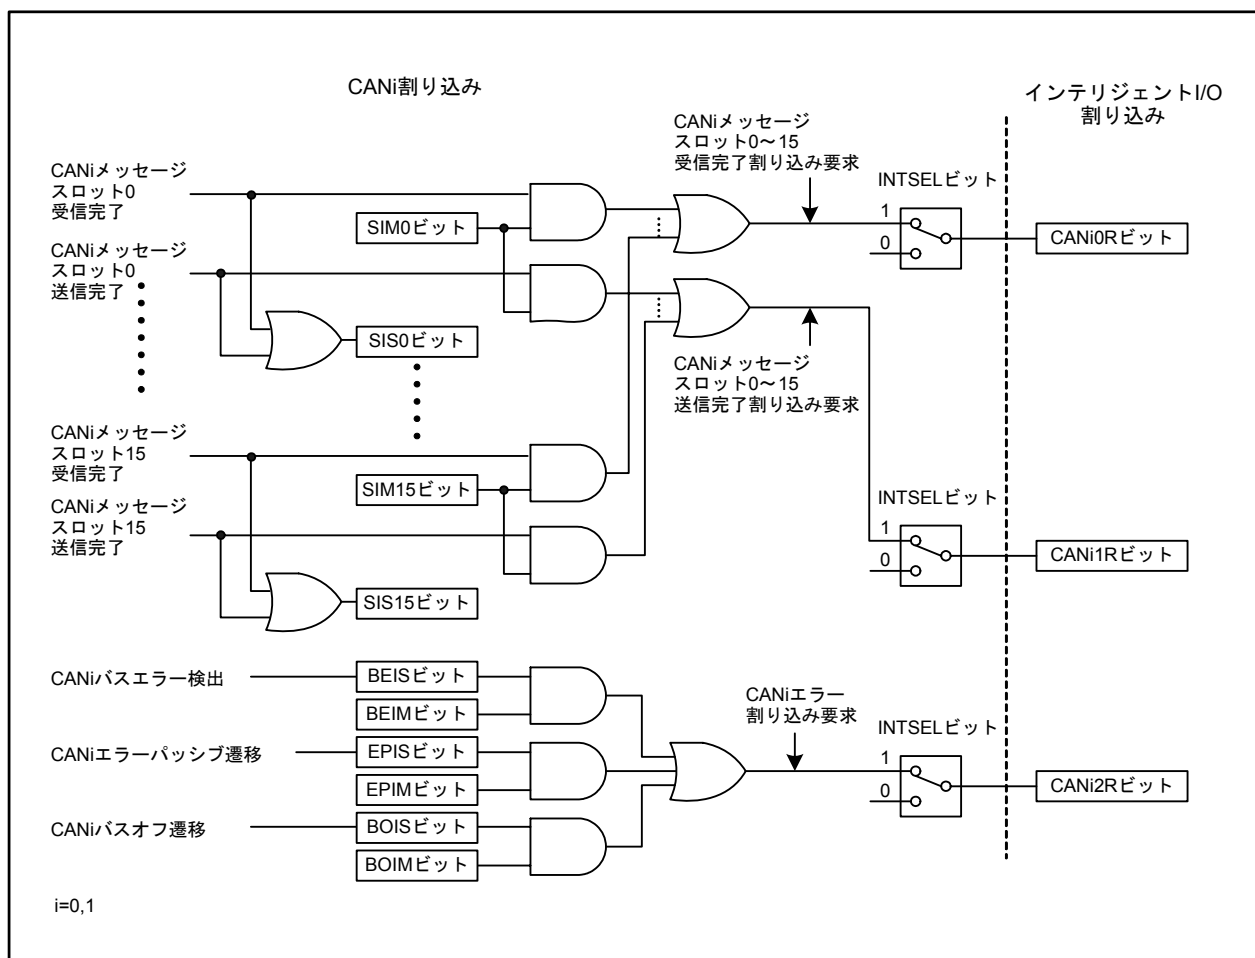 CANi割り込み
インテリジェントI/O
割り込み
CANiメッセージ
スロット0
受信完了
CANiメッセージ
スロット0～15
受信完了割り込み要求
INTSELビット
SIM0ビット
1
0
CANi0Rビット
CANiメッセージ
スロット0
送信完了
SIS0ビット
CANiメッセージ
スロット0～15
送信完了割り込み要求
CANiメッセージ
スロット15
受信完了
SIM15ビット
CANiメッセージ
スロット15
送信完了
INTSELビット
1
0
CANi1Rビット
SIS15ビット
CANiバスエラー検出
BEISビット
BEIMビット
CANiエラー
割り込み要求
INTSELビット
CANiエラーパッシブ遷移
EPISビット
EPIMビット
1
0
CANi2Rビット
CANiバスオフ遷移
BOISビット
BOIMビット
i=0,1